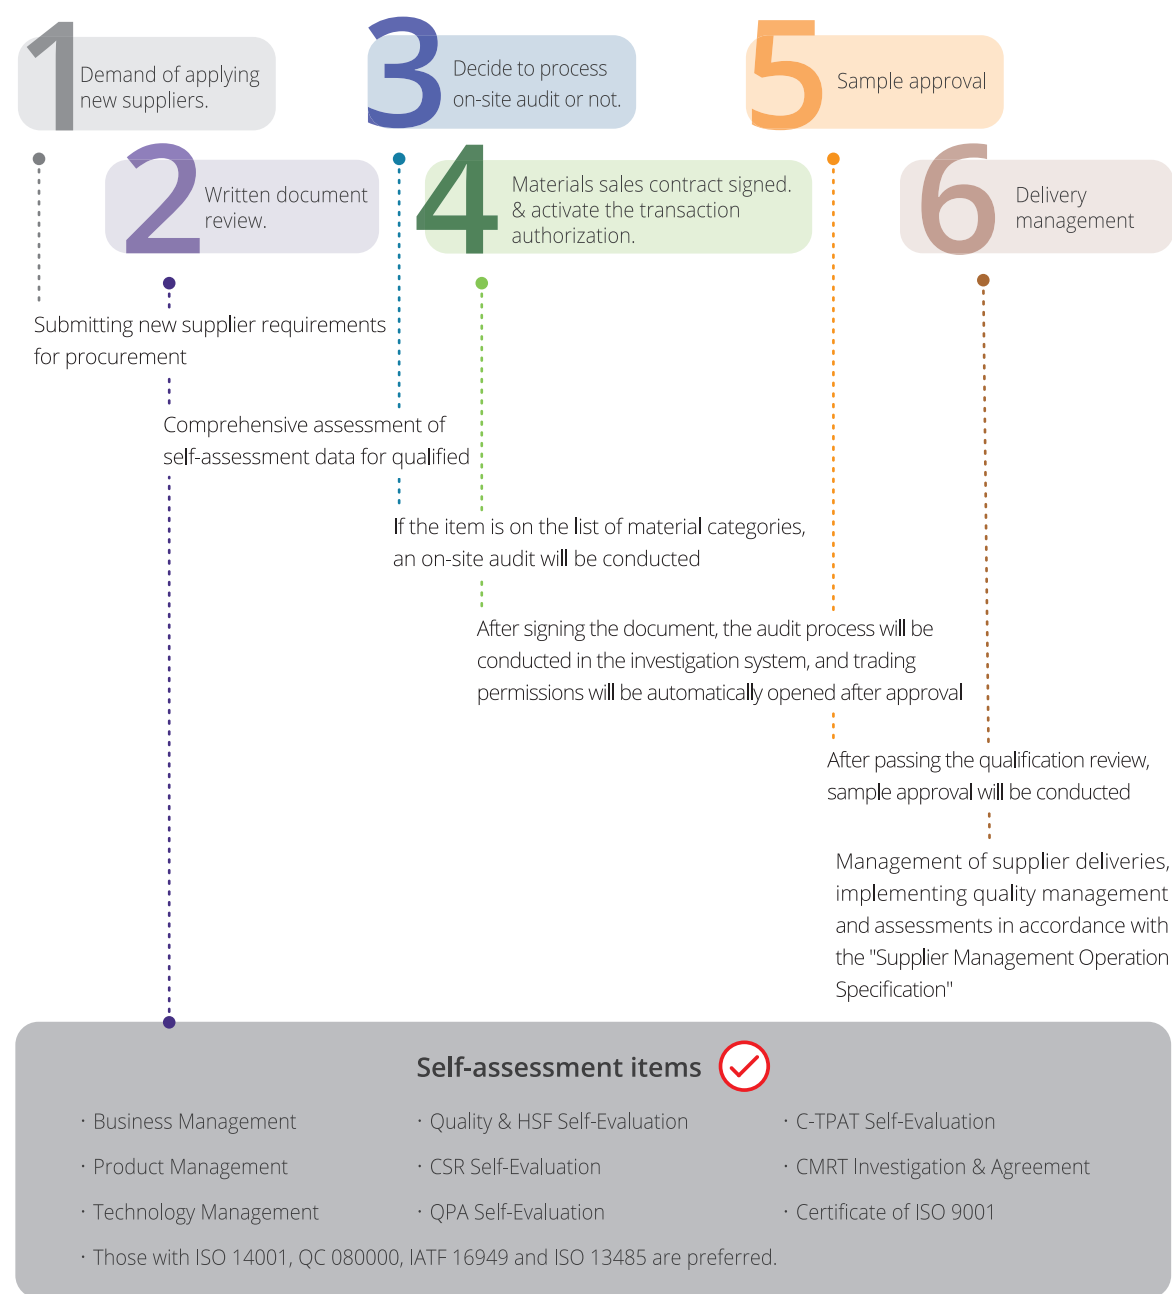 1
Demand of applying
new suppliers.
2
Written document
review.
3
Decide to process
on-site audit or not.
4
Materials sales contract signed.
& activate the transaction
authorization.
5
Sample approval
6
Delivery
management
Submitting new supplier requirements
for procurement
Comprehensive assessment of
self-assessment data for qualified
If the item is on the list of material categories,
an on-site audit will be conducted
After signing the document, the audit process will be
conducted in the investigation system, and trading
permissions will be automatically opened after approval
After passing the qualification review,
sample approval will be conducted
Management of supplier deliveries,
implementing quality management
and assessments in accordance with
the "Supplier Management Operation
Specification"
Self-assessment items
· Business Management
· Product Management
· Technology Management
· Quality & HSF Self-Evaluation
· CSR Self-Evaluation
· QPA Self-Evaluation
· C-TPAT Self-Evaluation
· CMRT Investigation & Agreement
· Certificate of ISO 9001
· Those with ISO 14001, QC 080000, IATF 16949 and ISO 13485 are preferred.